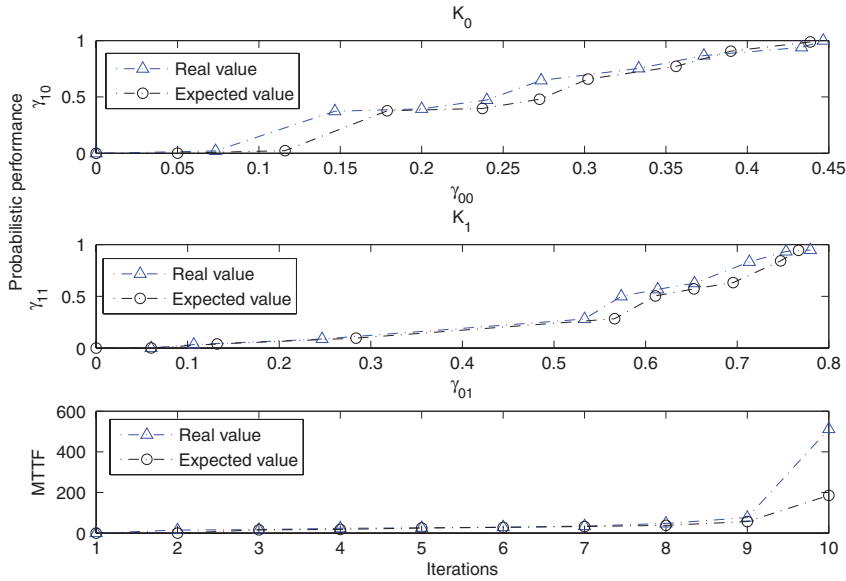 K0
1
0.5
0
Real value
Expected value
0 0.05 0.1 0.15 0.2 0.25 0.3 0.35 0.4 0.45
γ10
γ00
Probabilistic performance
K1
1
0.5
0
Real value
Expected value
0 0.1 0.2 0.3 0.4 0.5 0.6 0.7 0.8
γ11
γ01
600
400
200
0
Real value
Expected value
MTTF
1 2 3 4 5 6 7 8 9 10
Iterations